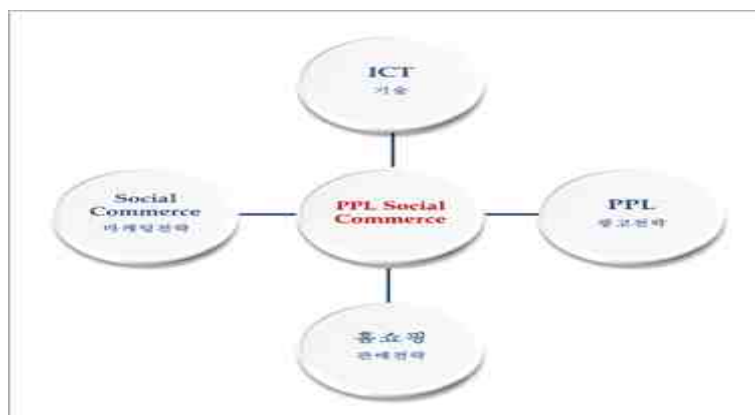 ICT
기술
Social
Commerce
마케팅전략
PPL Social
Commerce
PPL
광고전략
홈쇼핑
판매전략